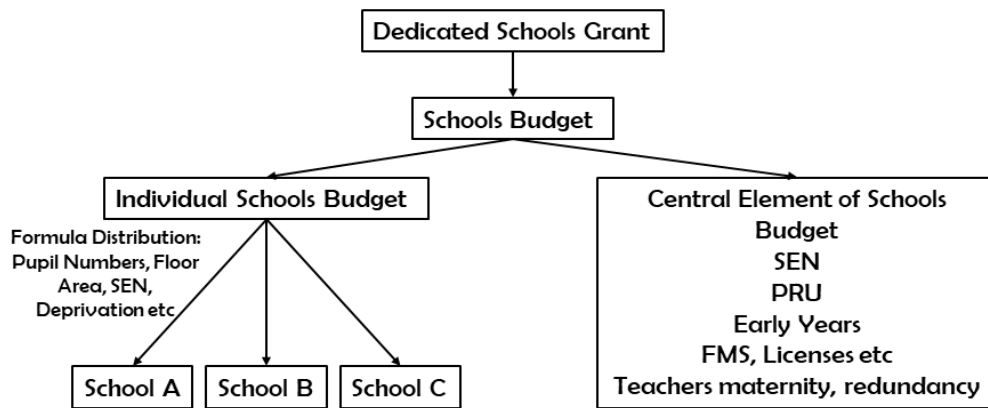 Dedicated Schools Grant
Schools Budget
Individual Schools Budget
Formula Distribution:
Pupil Numbers, Floor
Area, SEN,
Deprivation etc
School A
School B
School C
Central Element of Schools
Budget
SEN
PRU
Early Years
FMS, Licenses etc
Teachers maternity, redundancy